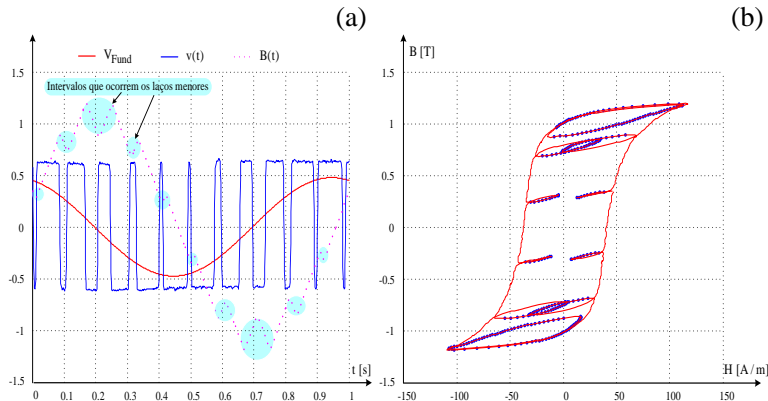 (a)
V_Fund v(t) B(t)
Intervalos que ocorrem os laços menores
1.5
1
0.5
0
-0.5
-1
-1.5
0 0.1 0.2 0.3 0.4 0.5 0.6 0.7 0.8 0.9 1
t [s]
(b)
B [T]
1.5
1
0.5
0
-0.5
-1
-1.5
-150 -100 -50 0 50 100 150
H [A / m]